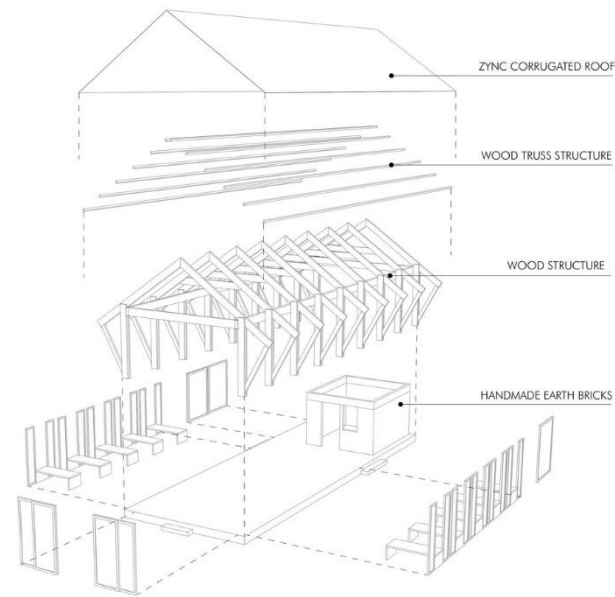 ZYNC CORRUGATED ROOF
WOOD TRUSS STRUCTURE
WOOD STRUCTURE
HANDMADE EARTH BRICKS